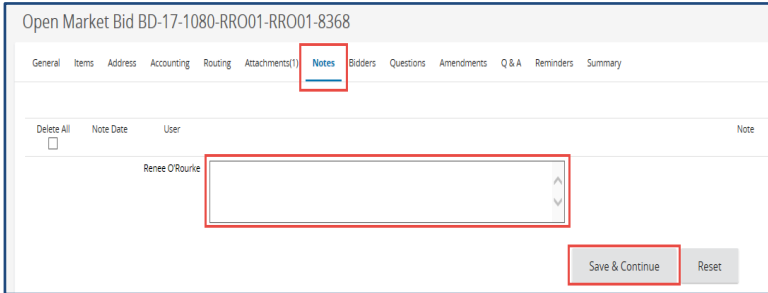 Open Market Bid BD-17-1080-RRO01-RRO01-8368
General Items Address Accounting Routing Attachments(1) Notes Bidders Questions Amendments Q & A Reminders Summary
Delete All Note Date User Note
Renee O'Rourke
Save & Continue Reset